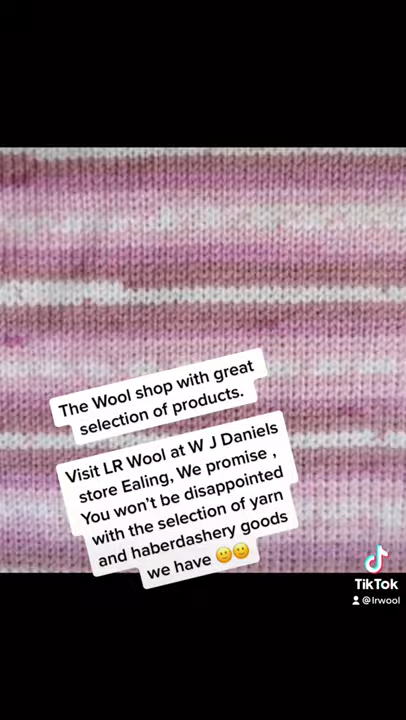 The Wool shop with great
selection of products.
Visit LR Wool at W J Daniels
store Ealing, We promise ,
You won’t be disappointed
with the selection of yarn
and haberdashery goods
we have 🙂🙂
TikTok
@lrwool